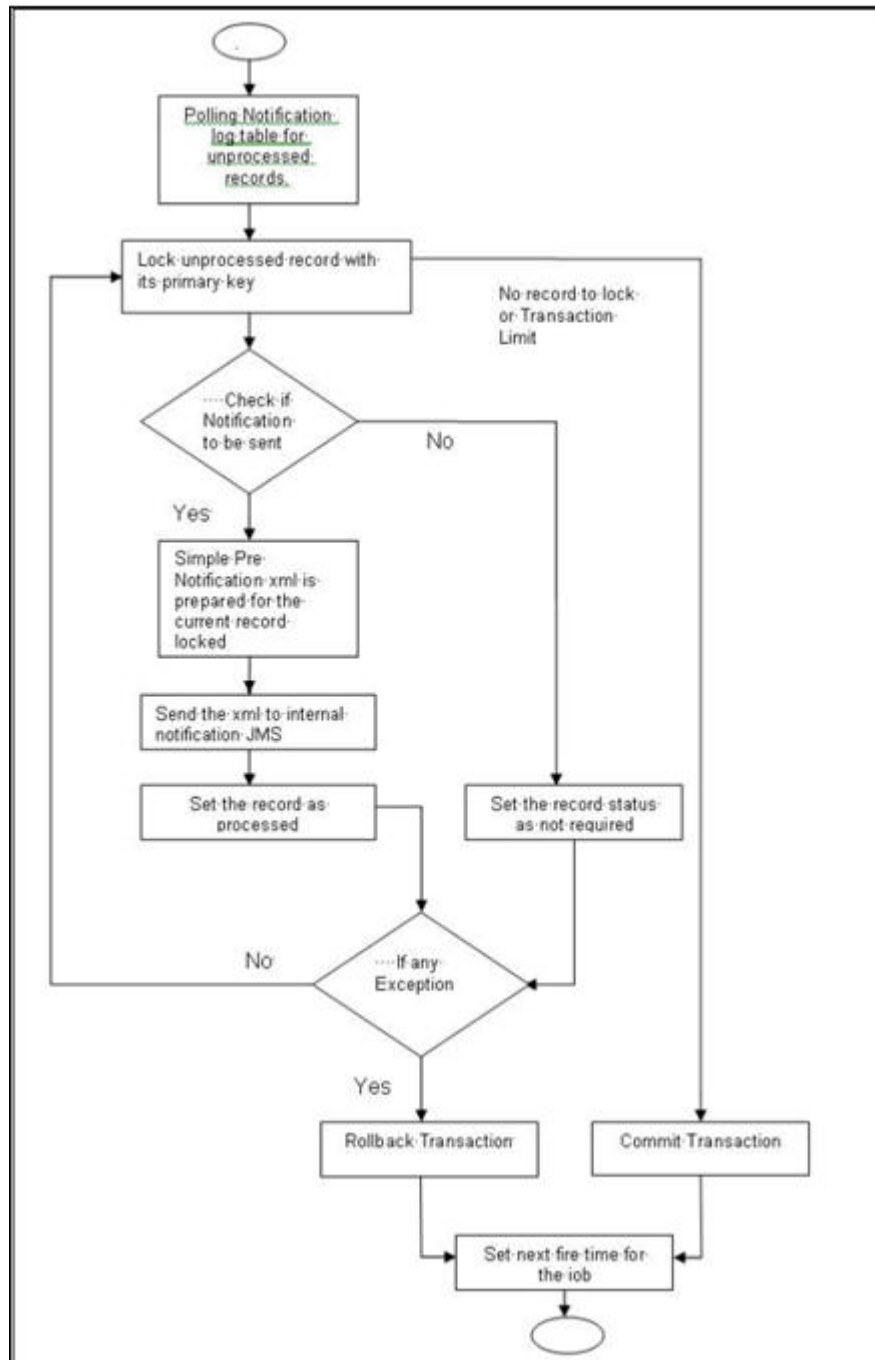 Polling Notification
log table for
unprocessed
records.
Lock unprocessed record with
its primary key
No record to lock
or Transaction
Limit
Check if
Notification
to be sent
No
Yes
Simple Pre
Notification xml is
prepared for the
current record
locked
Send the xml to internal
notification JMS
Set the record as
processed
Set the record status
as not required
If any
Exception
No
Yes
Rollback Transaction
Commit Transaction
Set next fire time for
the job